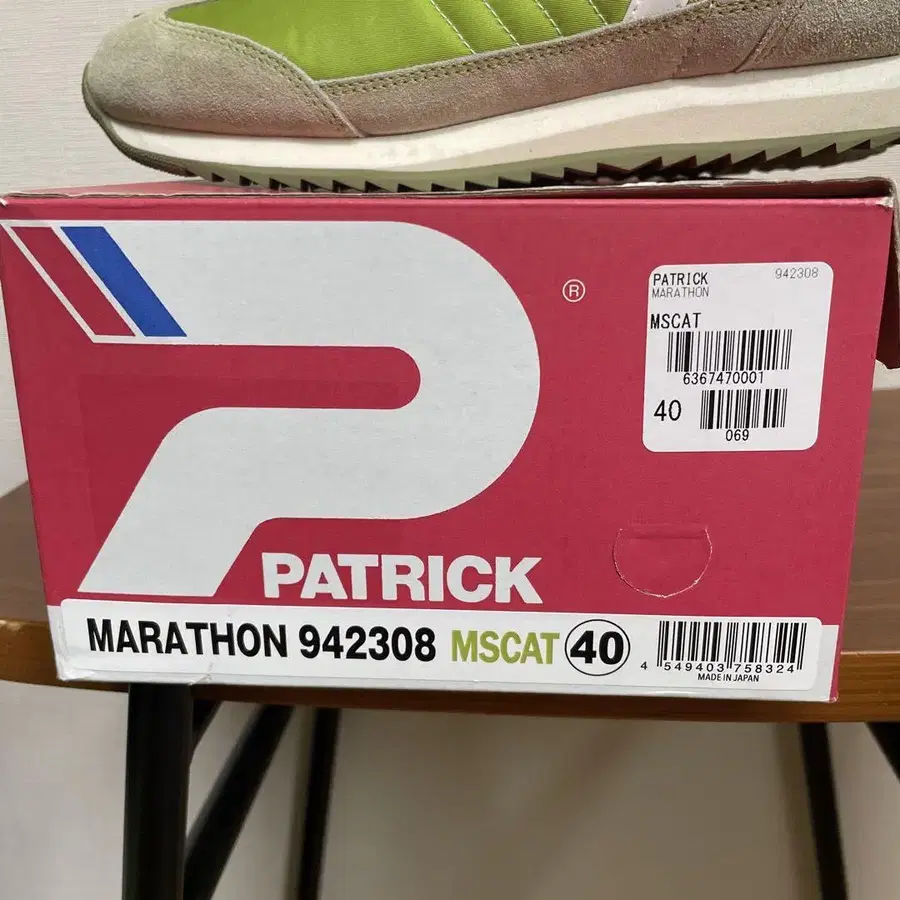 ®
PATRICK 942308
MARATHON
MSCAT
6367470001
40
069
PATRICK
MARATHON 942308 MSCAT 40
4 549403 758324
MADE IN JAPAN